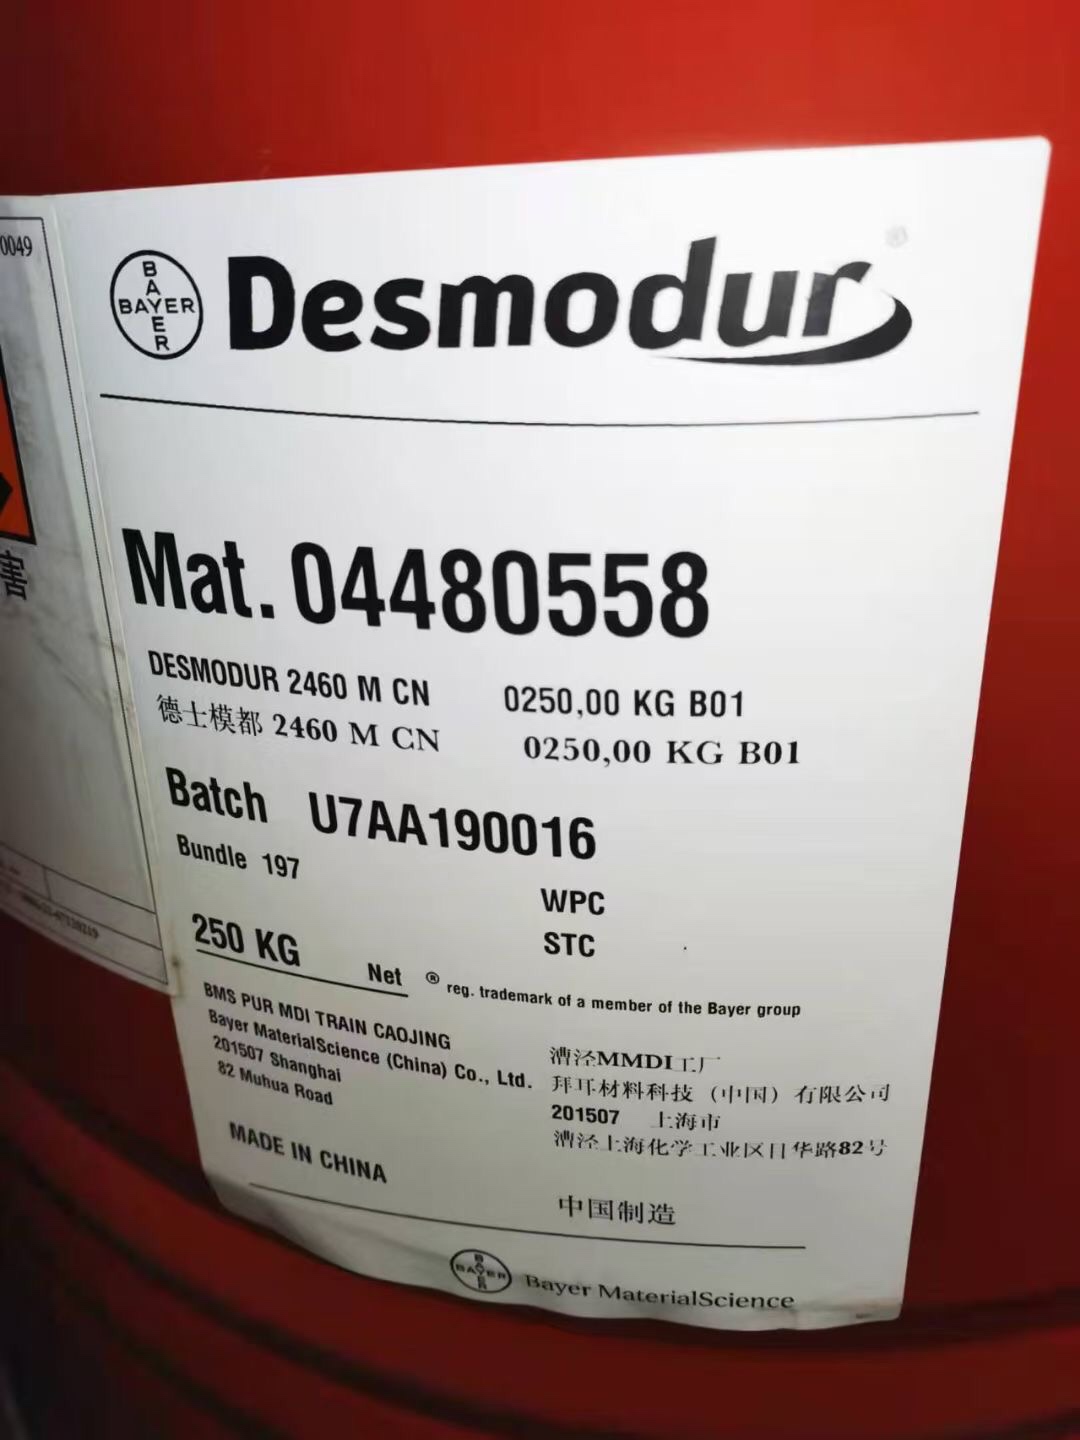 0049
害
BAYER
BAYER
Desmodur
Mat. 04480558
DESMODUR 2460 M CN 0250,00 KG B01
德士模都 2460 M CN 0250,00 KG B01
Batch U7AA190016
Bundle 197
WPC
STC
250 KG Net
® reg. trademark of a member of the Bayer group
BMS PUR MDI TRAIN CAOJING
Bayer MaterialScience (China) Co., Ltd.
201507 Shanghai
82 Muhua Road
漕泾MMDI工厂
拜耳材料科技（中国）有限公司
201507 上海市
漕泾上海化学工业区目华路82号
MADE IN CHINA
中国制造
BAYER
BAYER
Bayer MaterialScience